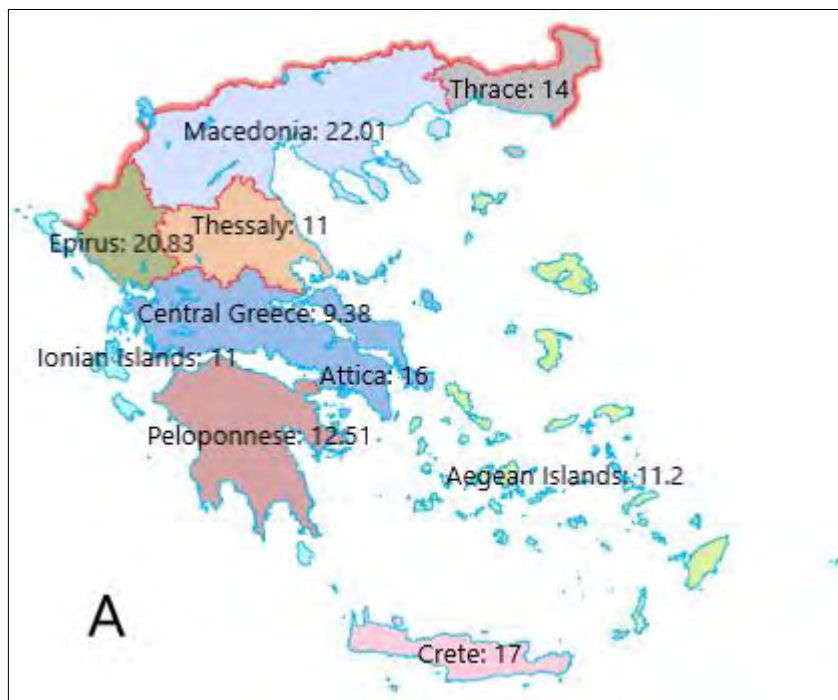 Thrace: 14
Macedonia: 22.01
Thessaly: 11
Epirus: 20.83
Central Greece: 9.38
Ionian Islands: 11
Attica: 16
Peloponnese: 12.51
Aegean Islands: 11.2
A
Crete: 17